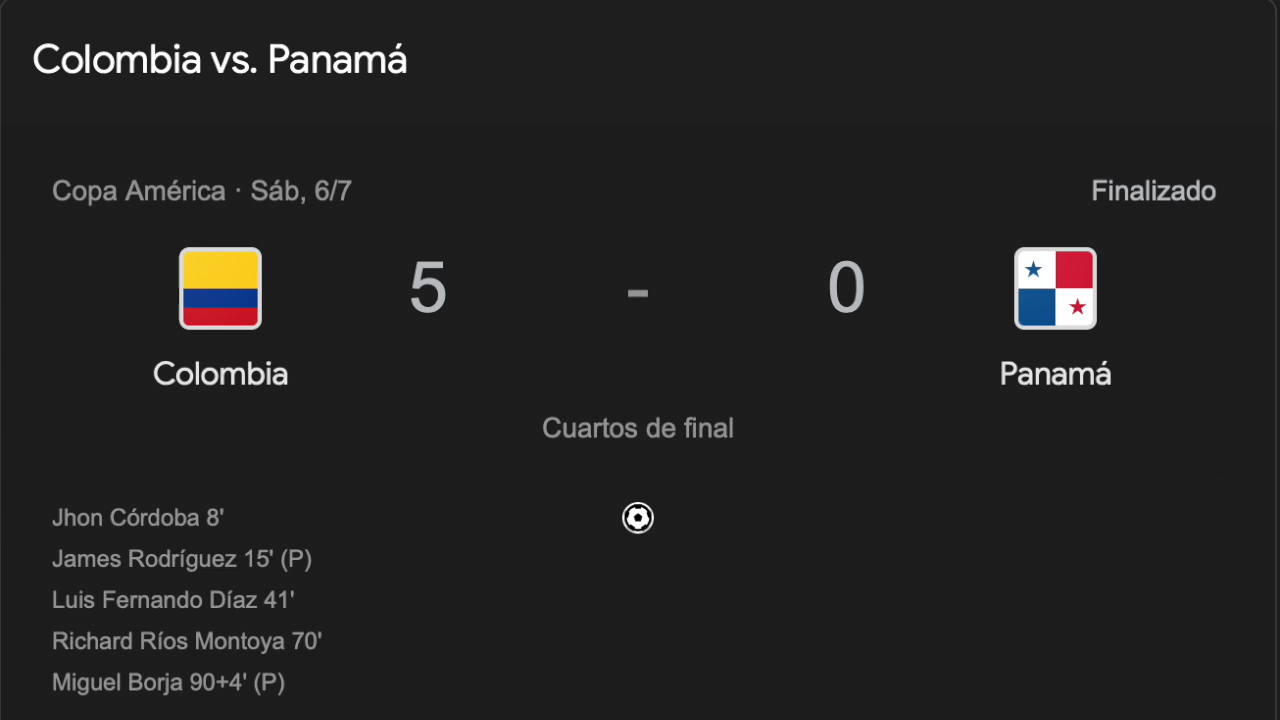 Colombia vs. Panamá
Copa América · Sáb, 6/7 Finalizado
5 - 0
Colombia Panamá
Cuartos de final
Jhon Córdoba 8'
James Rodríguez 15' (P)
Luis Fernando Díaz 41'
Richard Ríos Montoya 70'
Miguel Borja 90+4' (P)